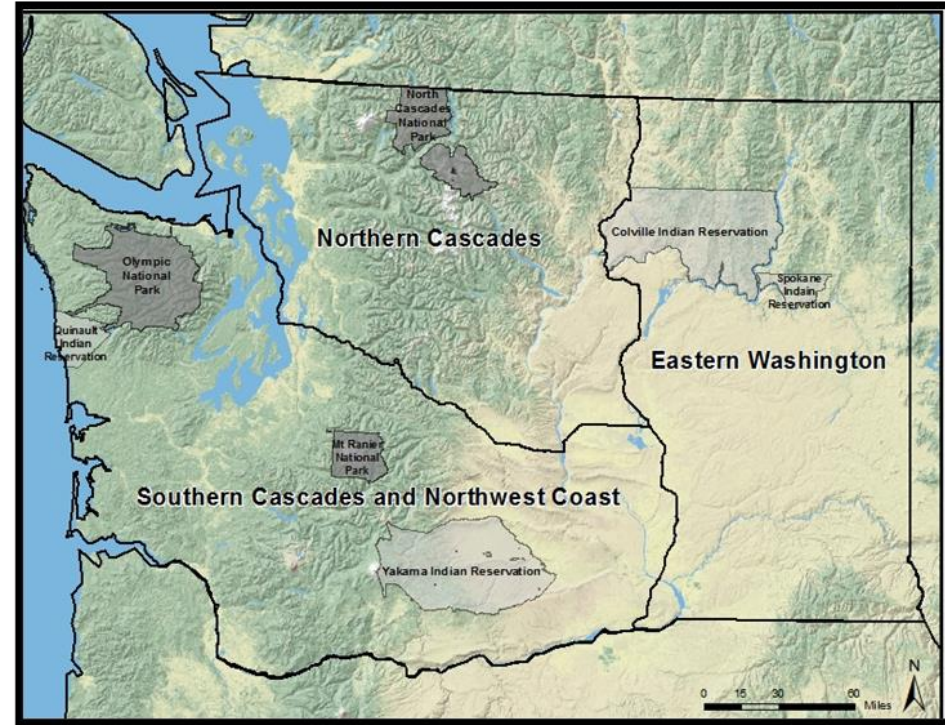 North
Cascades
National
Park
Northern Cascades
Colville Indian Reservation
Olympic
National
Park
Spokane
Indain
Reservation
Quinault
Indian
Reservation
Eastern Washington
Mt Ranier
National
Park
Southern Cascades and Northwest Coast
Yakama Indian Reservation
N
0 15 30 60
Miles